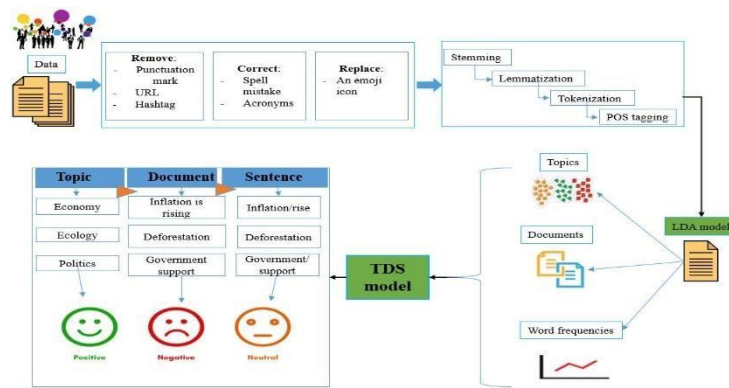 Data
Remove:
- Punctuation
mark
- URL
- Hashtag
Correct:
- Spell
mistake
- Acronyms
Replace:
- An emoji
icon
Stemming
Lemmatization
Tokenization
POS tagging
LDA model
Topics
Documents
Word frequencies
TDS
model
Topic
Document
Sentence
Economy
Inflation is
rising
Inflation/rise
Ecology
Deforestation
Deforestation
Politics
Government
support
Government/
support
Positive
Negative
Neutral